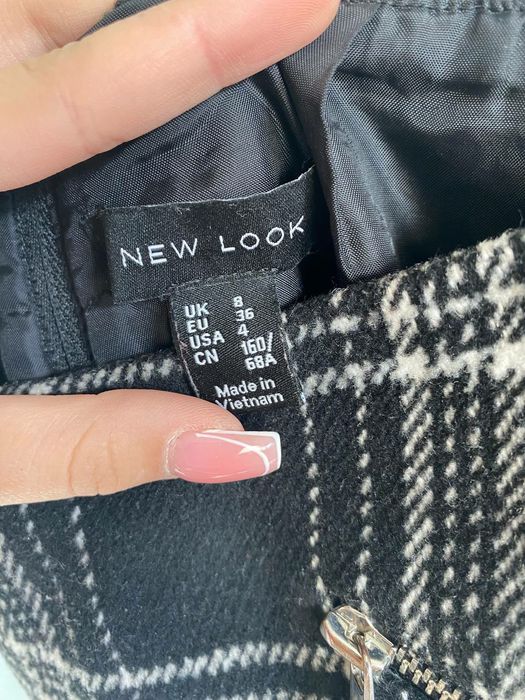 NEW LOOK
UK 8
EU 36
USA 4
CN 160/
68A
Made in
Vietnam